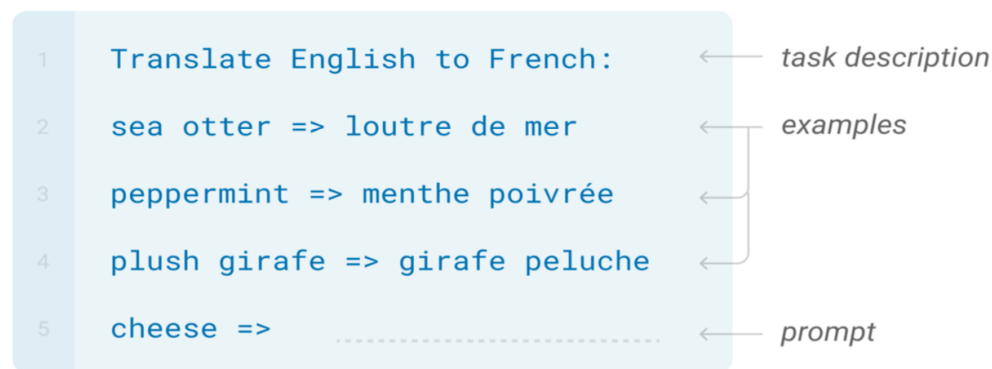 1 Translate English to French: task description
2 sea otter => loutre de mer examples
3 peppermint => menthe poivrée
4 plush girafe => girafe peluche
5 cheese => prompt